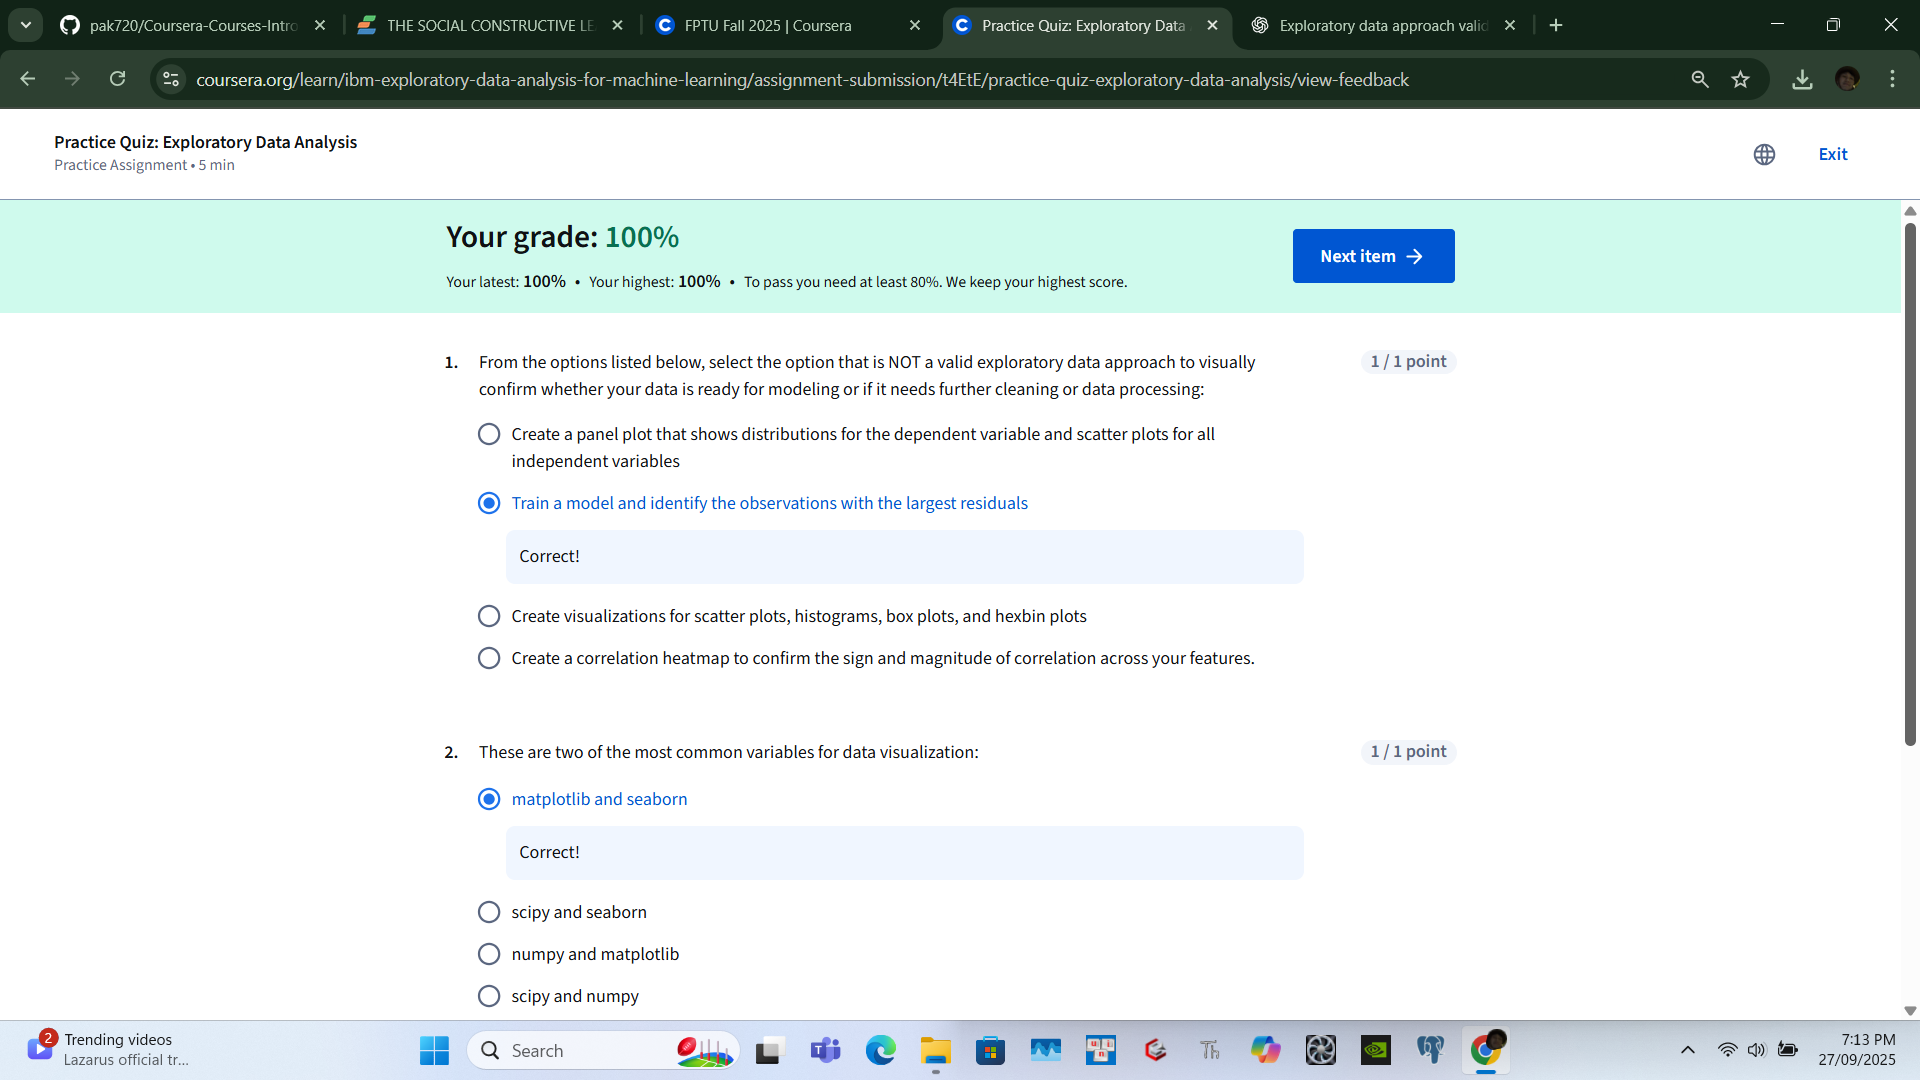 pak720/Coursera-Courses-Intro
THE SOCIAL CONSTRUCTIVE LE
FPTU Fall 2025 | Coursera
Practice Quiz: Exploratory Data
Exploratory data approach valid
coursera.org/learn/ibm-exploratory-data-analysis-for-machine-learning/assignment-submission/t4EtE/practice-quiz-exploratory-data-analysis/view-feedback
Practice Quiz: Exploratory Data Analysis
Practice Assignment • 5 min
Exit
Your grade: 100%
Your latest: 100% • Your highest: 100% • To pass you need at least 80%. We keep your highest score.
Next item →
1. From the options listed below, select the option that is NOT a valid exploratory data approach to visually
confirm whether your data is ready for modeling or if it needs further cleaning or data processing:
1 / 1 point
Create a panel plot that shows distributions for the dependent variable and scatter plots for all
independent variables
Train a model and identify the observations with the largest residuals
Correct!
Create visualizations for scatter plots, histograms, box plots, and hexbin plots
Create a correlation heatmap to confirm the sign and magnitude of correlation across your features.
2. These are two of the most common variables for data visualization:
1 / 1 point
matplotlib and seaborn
Correct!
scipy and seaborn
numpy and matplotlib
scipy and numpy
2
Trending videos
Lazarus official tr...
Search
Th
7:13 PM
27/09/2025